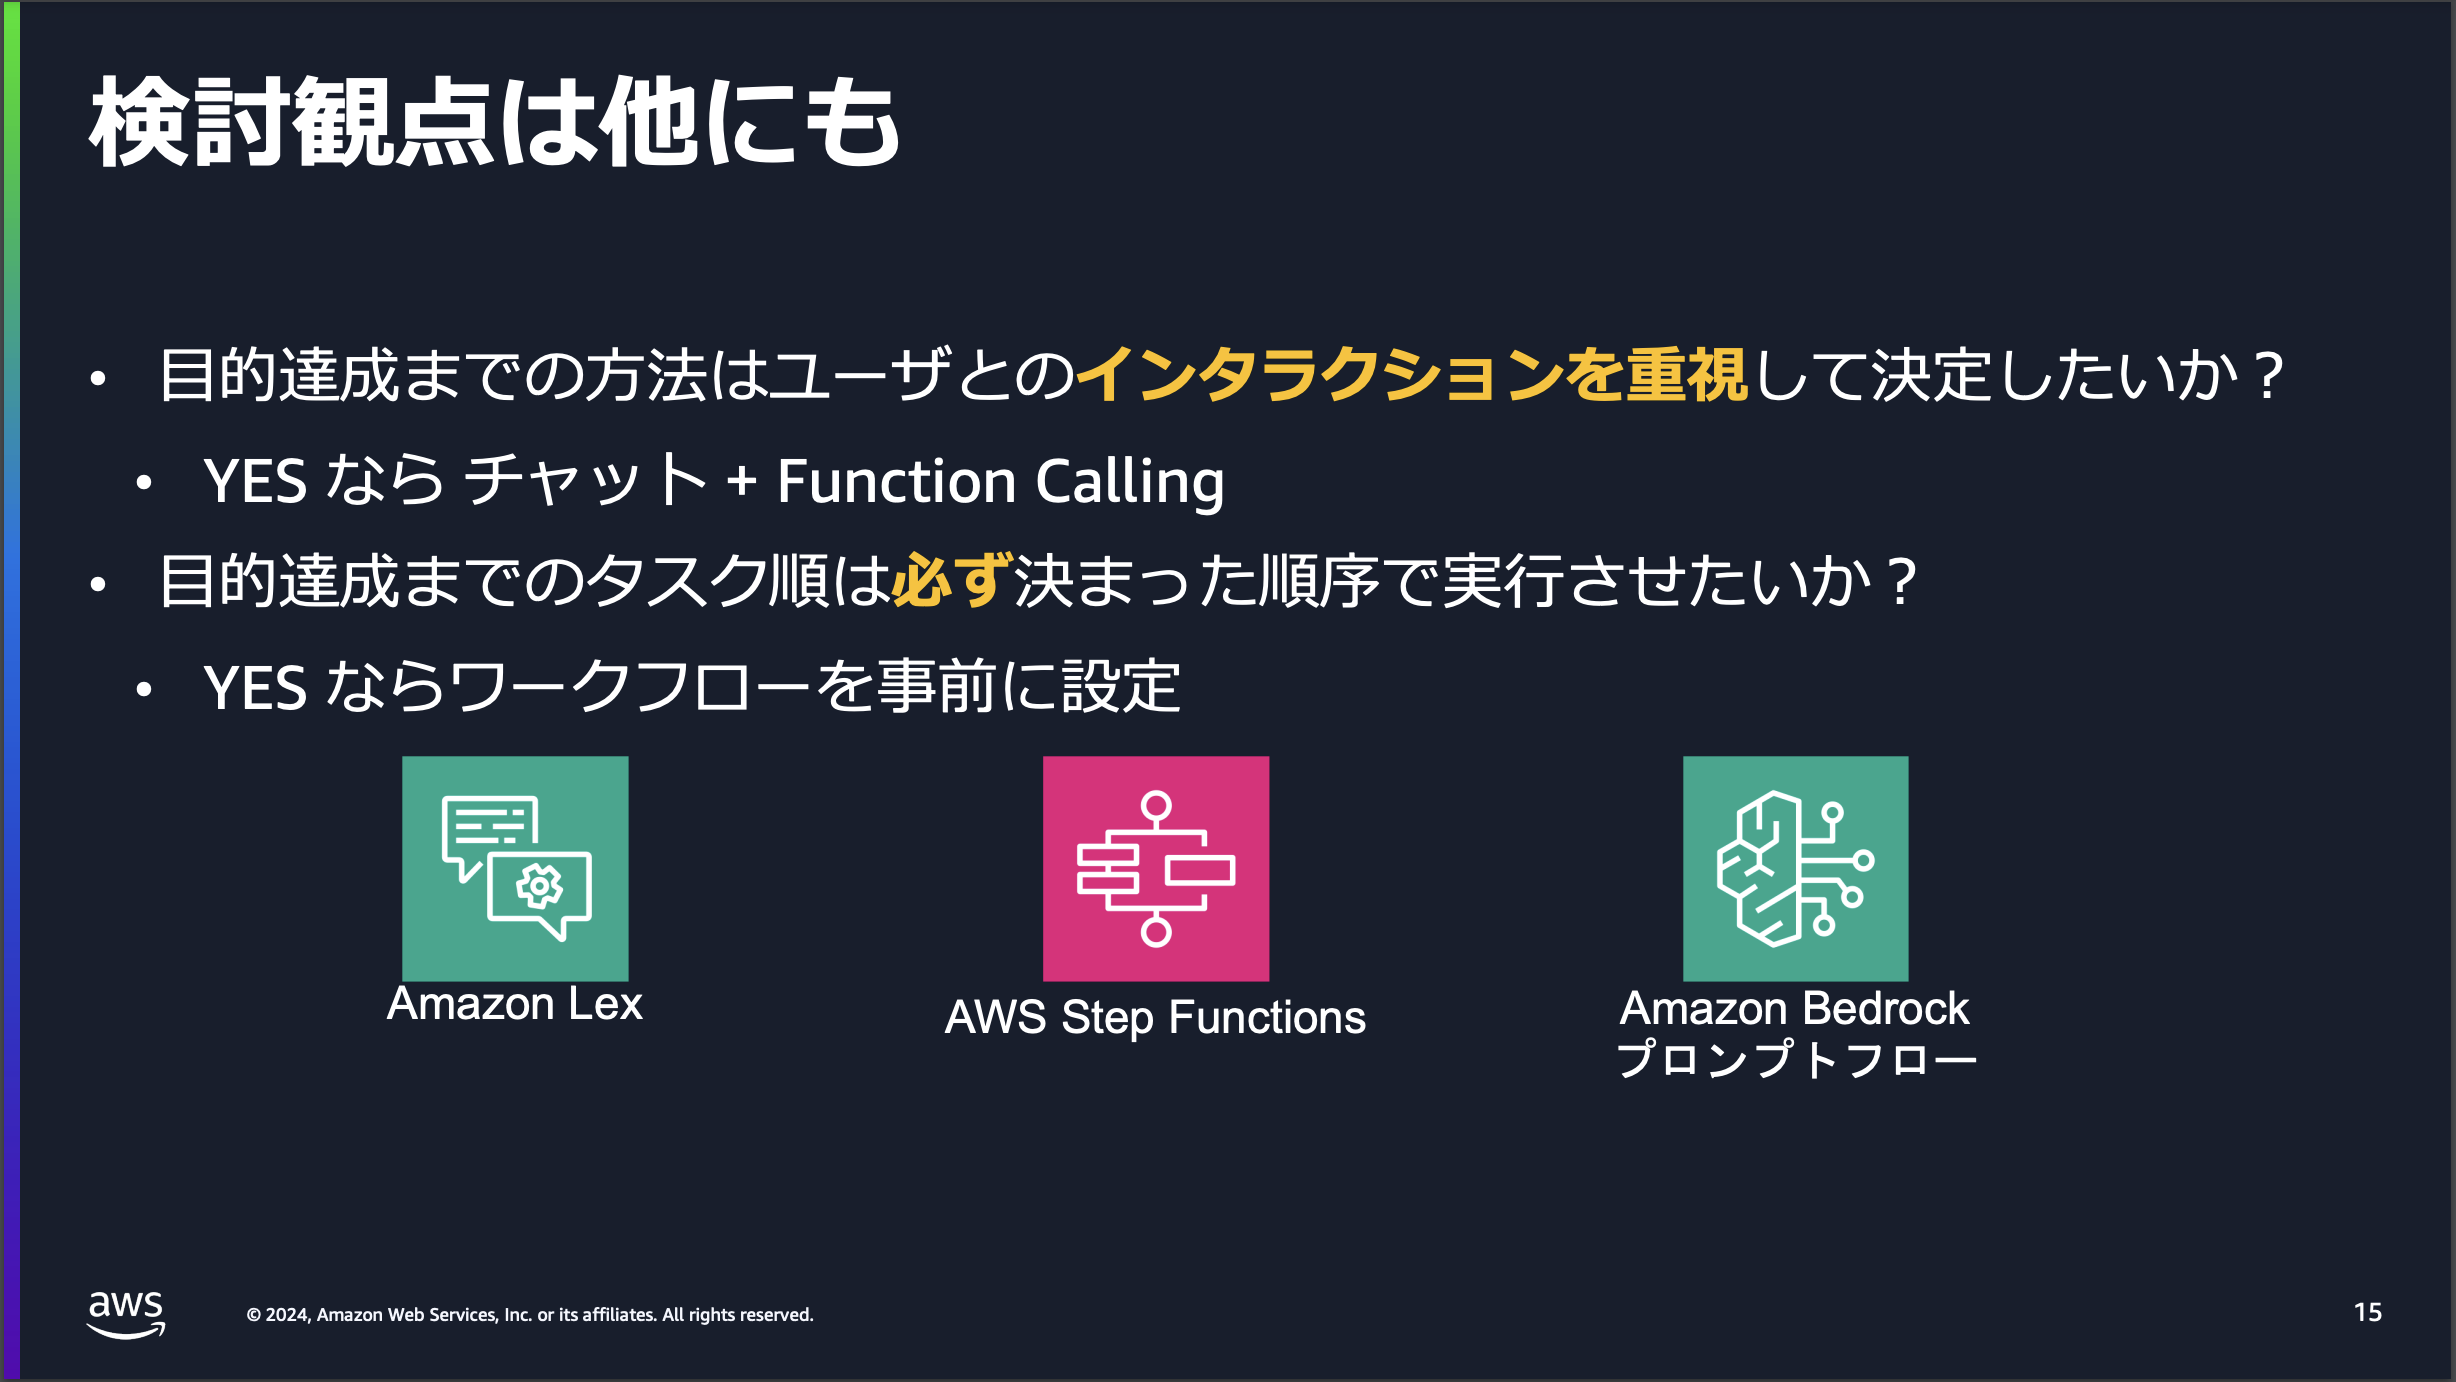 検討観点は他にも
• 目的達成までの方法はユーザとのインタラクションを重視して決定したいか？
• YES なら チャット + Function Calling
• 目的達成までのタスク順は必ず決まった順序で実行させたいか？
• YES ならワークフローを事前に設定
Amazon Lex
AWS Step Functions
Amazon Bedrock
プロンプトフロー
aws
© 2024, Amazon Web Services, Inc. or its affiliates. All rights reserved.
15